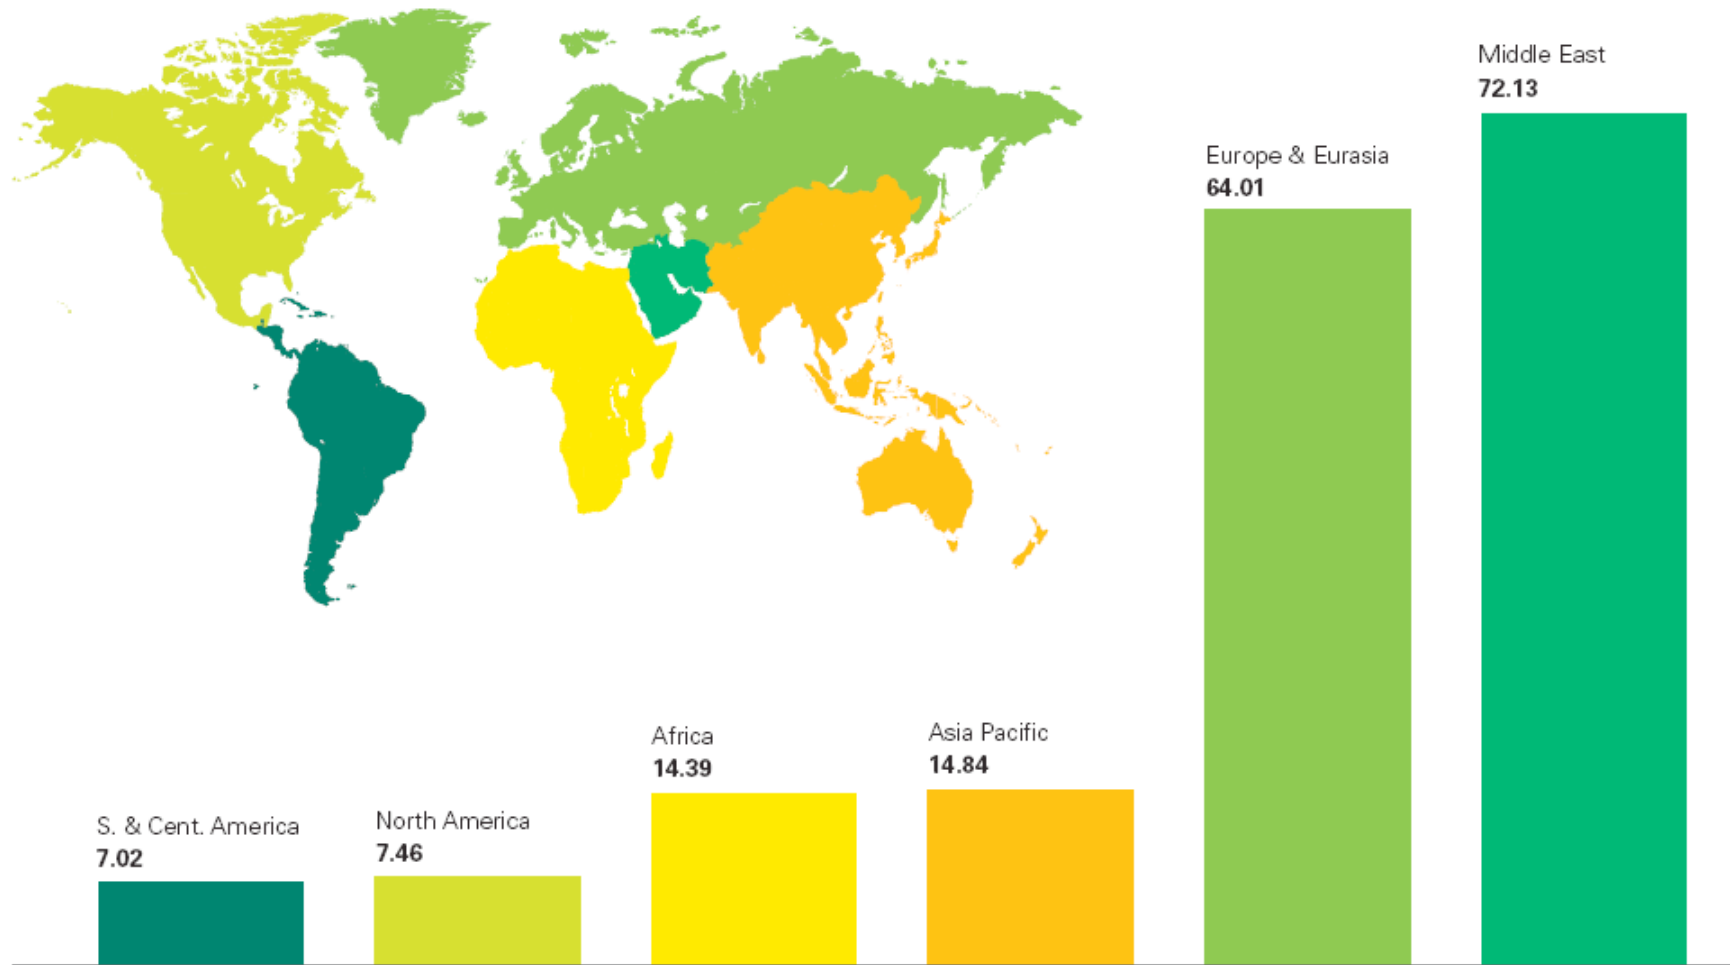 S. & Cent. America
7.02
North America
7.46
Africa
14.39
Asia Pacific
14.84
Europe & Eurasia
64.01
Middle East
72.13